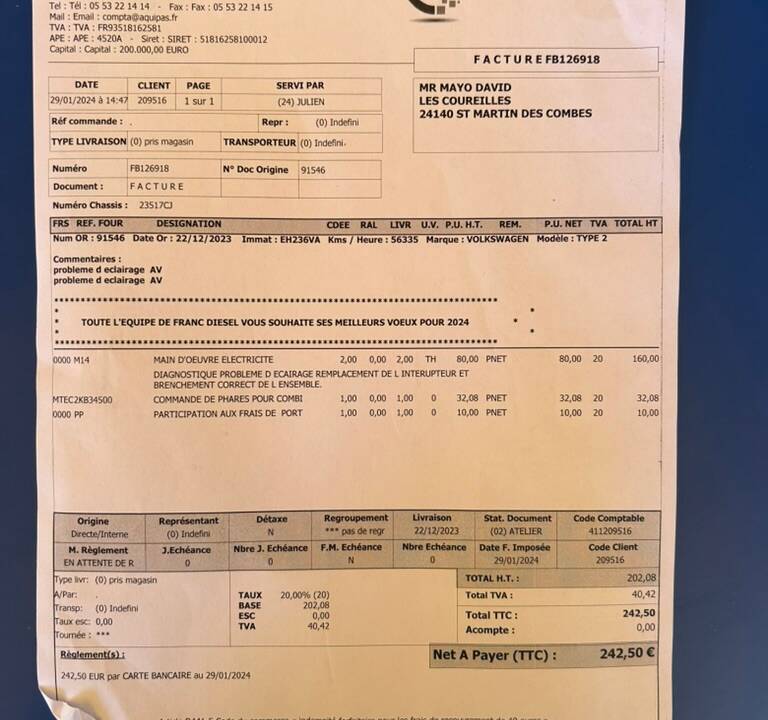 Tel : Tél : 05 53 22 14 14 - Fax : Fax : 05 53 22 14 15
Mail : Email : compta@aquipas.fr
TVA : TVA : FR93518162581
APE : APE : 4520A - Siret : SIRET : 51816258100012
Capital : Capital : 200.000,00 EURO
F A C T U R E FB126918
DATE CLIENT PAGE SERVI PAR
29/01/2024 à 14:47 209516 1 sur 1 (24) JULIEN
MR MAYO DAVID
LES COUREILLES
24140 ST MARTIN DES COMBES
Réf commande : . Repr : (0) Indefini
TYPE LIVRAISON (0) pris magasin TRANSPORTEUR (0) Indefini.
Numéro FB126918 N° Doc Origine 91546
Document : F A C T U R E
Numéro Chassis : 23517CJ
FRS REF. FOUR DESIGNATION CDEE RAL LIVR U.V. P.U. H.T. REM. P.U. NET TVA TOTAL HT
Num OR : 91546 Date Or : 22/12/2023 Immat : EH236VA Kms / Heure : 56335 Marque : VOLKSWAGEN Modèle : TYPE 2
Commentaires :
probleme d eclairage AV
probleme d eclairage AV
TOUTE L'EQUIPE DE FRANC DIESEL VOUS SOUHAITE SES MEILLEURS VOEUX POUR 2024
0000 M14 MAIN D'OEUVRE ELECTRICITE 2,00 0,00 2,00 TH 80,00 PNET 80,00 20 160,00
DIAGNOSTIQUE PROBLEME D ECAIRAGE REMPLACEMENT DE L INTERUPTEUR ET
BRENCHEMENT CORRECT DE L ENSEMBLE.
MTEC2KB34500 COMMANDE DE PHARES POUR COMBI 1,00 0,00 1,00 0 32,08 PNET 32,08 20 32,08
0000 PP PARTICIPATION AUX FRAIS DE PORT 1,00 0,00 1,00 0 10,00 PNET 10,00 20 10,00
Origine Représentant Détaxe Regroupement Livraison Stat. Document Code Comptable
Directe/Interne (0) Indefini N *** pas de regr 22/12/2023 (02) ATELIER 411209516
M. Règlement J.Echéance Nbre J. Echéance F.M. Echéance Nbre Echéance Date F. Imposée Code Client
EN ATTENTE DE R 0 0 N 0 29/01/2024 209516
Type livr: (0) pris magasin
A/Par: .
Transp: (0) Indefini
Taux esc: 0,00
Tournée : ***
TAUX 20,00% (20)
BASE 202,08
ESC 0,00
TVA 40,42
TOTAL H.T. : 202,08
Total TVA : 40,42
Total TTC : 242,50
Acompte : 0,00
Règlement(s) :
Net A Payer (TTC) : 242,50 €
242,50 EUR par CARTE BANCAIRE au 29/01/2024